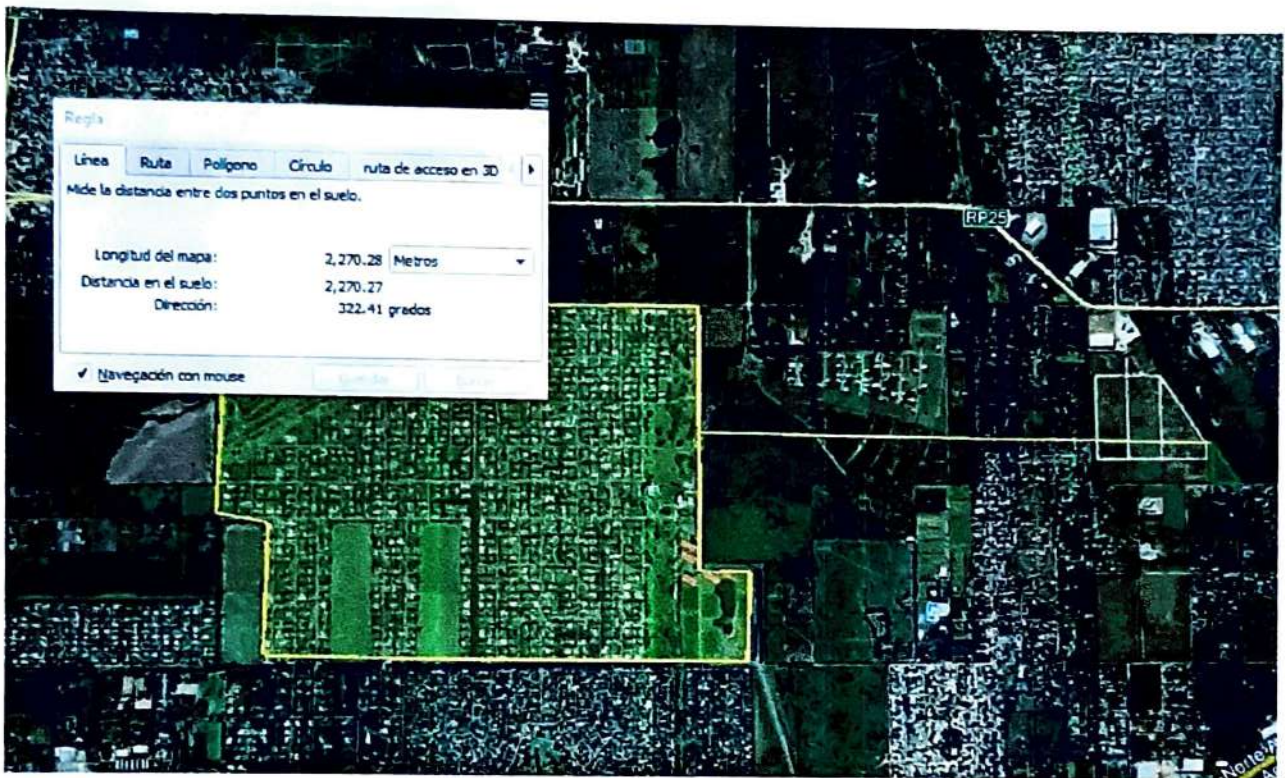 Regla
Línea Ruta Polígono Círculo ruta de acceso en 3D
Mide la distancia entre dos puntos en el suelo.
Longitud del mapa: 2,270.28 Metros
Distancia en el suelo: 2,270.27
Dirección: 322.41 grados
✓ Navegación con mouse
RP25